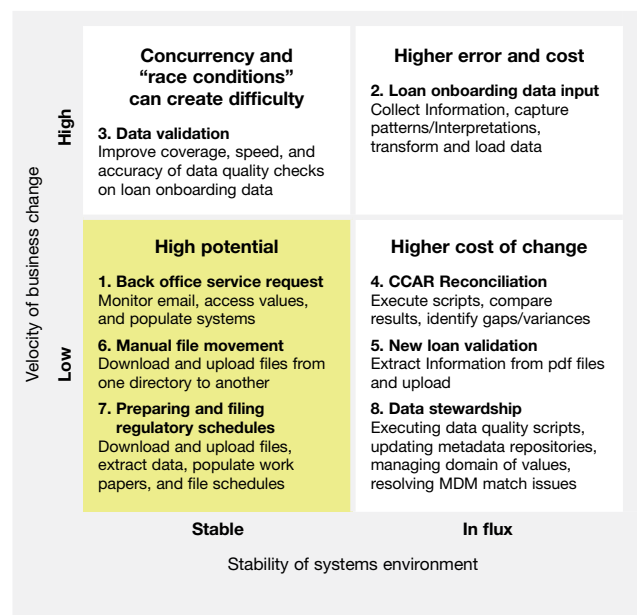 Concurrency and
“race conditions”
can create difficulty
3. Data validation
Improve coverage, speed, and
accuracy of data quality checks
on loan onboarding data
Higher error and cost
2. Loan onboarding data input
Collect Information, capture
patterns/Interpretations,
transform and load data
High potential
1. Back office service request
Monitor email, access values,
and populate systems
6. Manual file movement
Download and upload files from
one directory to another
7. Preparing and filing
regulatory schedules
Download and upload files,
extract data, populate work
papers, and file schedules
Higher cost of change
4. CCAR Reconciliation
Execute scripts, compare
results, identify gaps/variances
5. New loan validation
Extract Information from pdf files
and upload
8. Data stewardship
Executing data quality scripts,
updating metadata repositories,
managing domain of values,
resolving MDM match issues
Velocity of business change
High
Low
Stable
In flux
Stability of systems environment